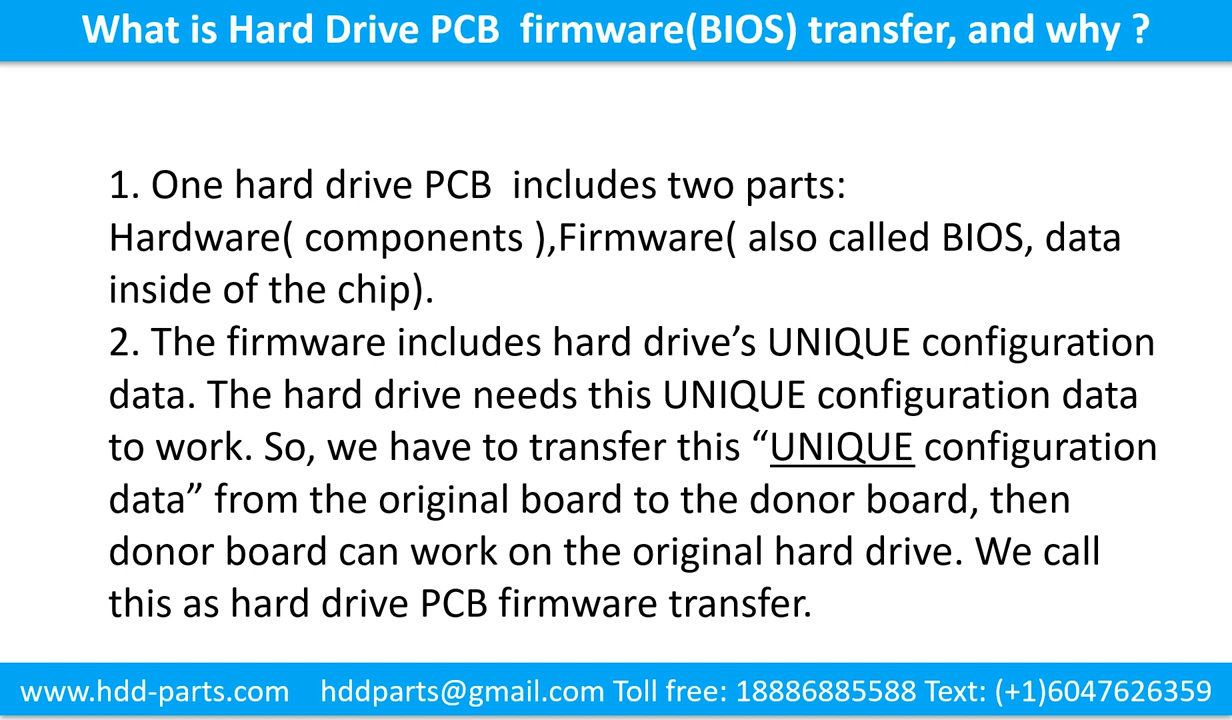 What is Hard Drive PCB  firmware(BIOS) transfer, and why ?
1. One hard drive PCB  includes two parts:
Hardware( components ),Firmware( also called BIOS, data
inside of the chip).
2. The firmware includes hard drive’s UNIQUE configuration
data. The hard drive needs this UNIQUE configuration data
to work. So, we have to transfer this “UNIQUE configuration
data” from the original board to the donor board, then
donor board can work on the original hard drive. We call
this as hard drive PCB firmware transfer.
www.hdd-parts.com    hddparts@gmail.com Toll free: 18886885588 Text: (+1)6047626359